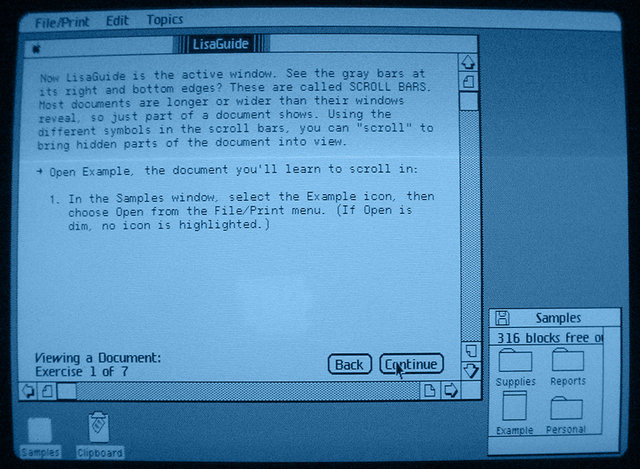 File/Print Edit Topics
LisaGuide
Now LisaGuide is the active window. See the gray bars at
its right and bottom edges? These are called SCROLL BARS.
Most documents are longer or wider than their windows
reveal, so just part of a document shows. Using the
different symbols in the scroll bars, you can "scroll" to
bring hidden parts of the document into view.
→ Open Example, the document you'll learn to scroll in:
1. In the Samples window, select the Example icon, then
choose Open from the File/Print menu. (If Open is
dim, no icon is highlighted.)
Viewing a Document:
Exercise 1 of 7
Back Continue
Samples
316 blocks free o
Supplies Reports
Example Personal
Samples Clipboard